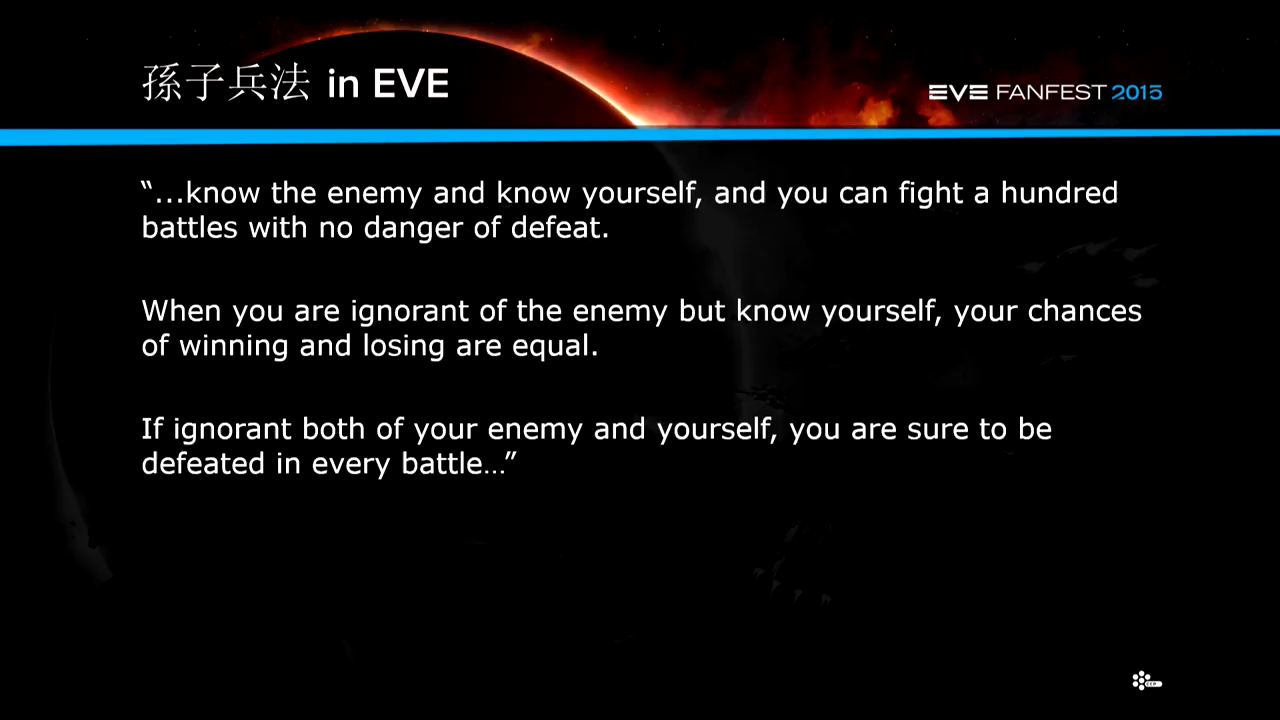 孫子兵法 in EVE
EVE FANFEST 2015
“...know the enemy and know yourself, and you can fight a hundred
battles with no danger of defeat.
When you are ignorant of the enemy but know yourself, your chances
of winning and losing are equal.
If ignorant both of your enemy and yourself, you are sure to be
defeated in every battle…”
CCP